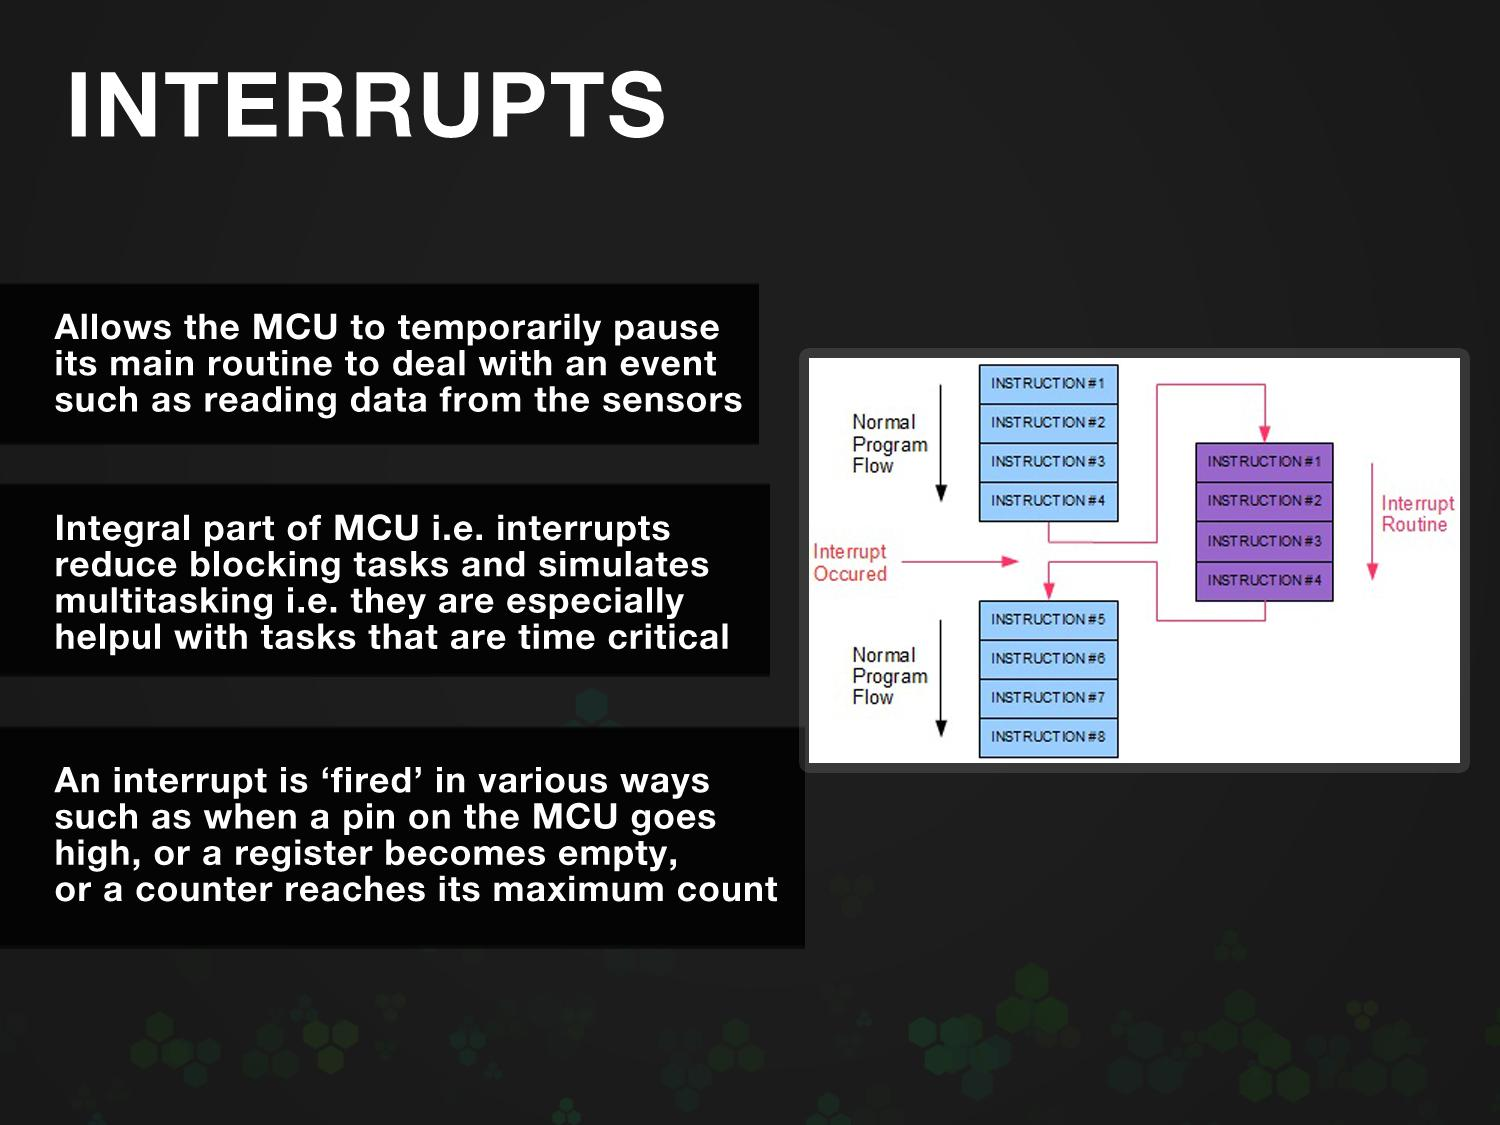 INTERRUPTS
Allows the MCU to temporarily pause
its main routine to deal with an event
such as reading data from the sensors
Integral part of MCU i.e. interrupts
reduce blocking tasks and simulates
multitasking i.e. they are especially
helpul with tasks that are time critical
An interrupt is ‘fired’ in various ways
such as when a pin on the MCU goes
high, or a register becomes empty,
or a counter reaches its maximum count
Normal
Program
Flow
INSTRUCTION #1
INSTRUCTION #2
INSTRUCTION #3
INSTRUCTION #4
Interrupt
Occured
INSTRUCTION #1
INSTRUCTION #2
INSTRUCTION #3
INSTRUCTION #4
Interrupt
Routine
Normal
Program
Flow
INSTRUCTION #5
INSTRUCTION #6
INSTRUCTION #7
INSTRUCTION #8